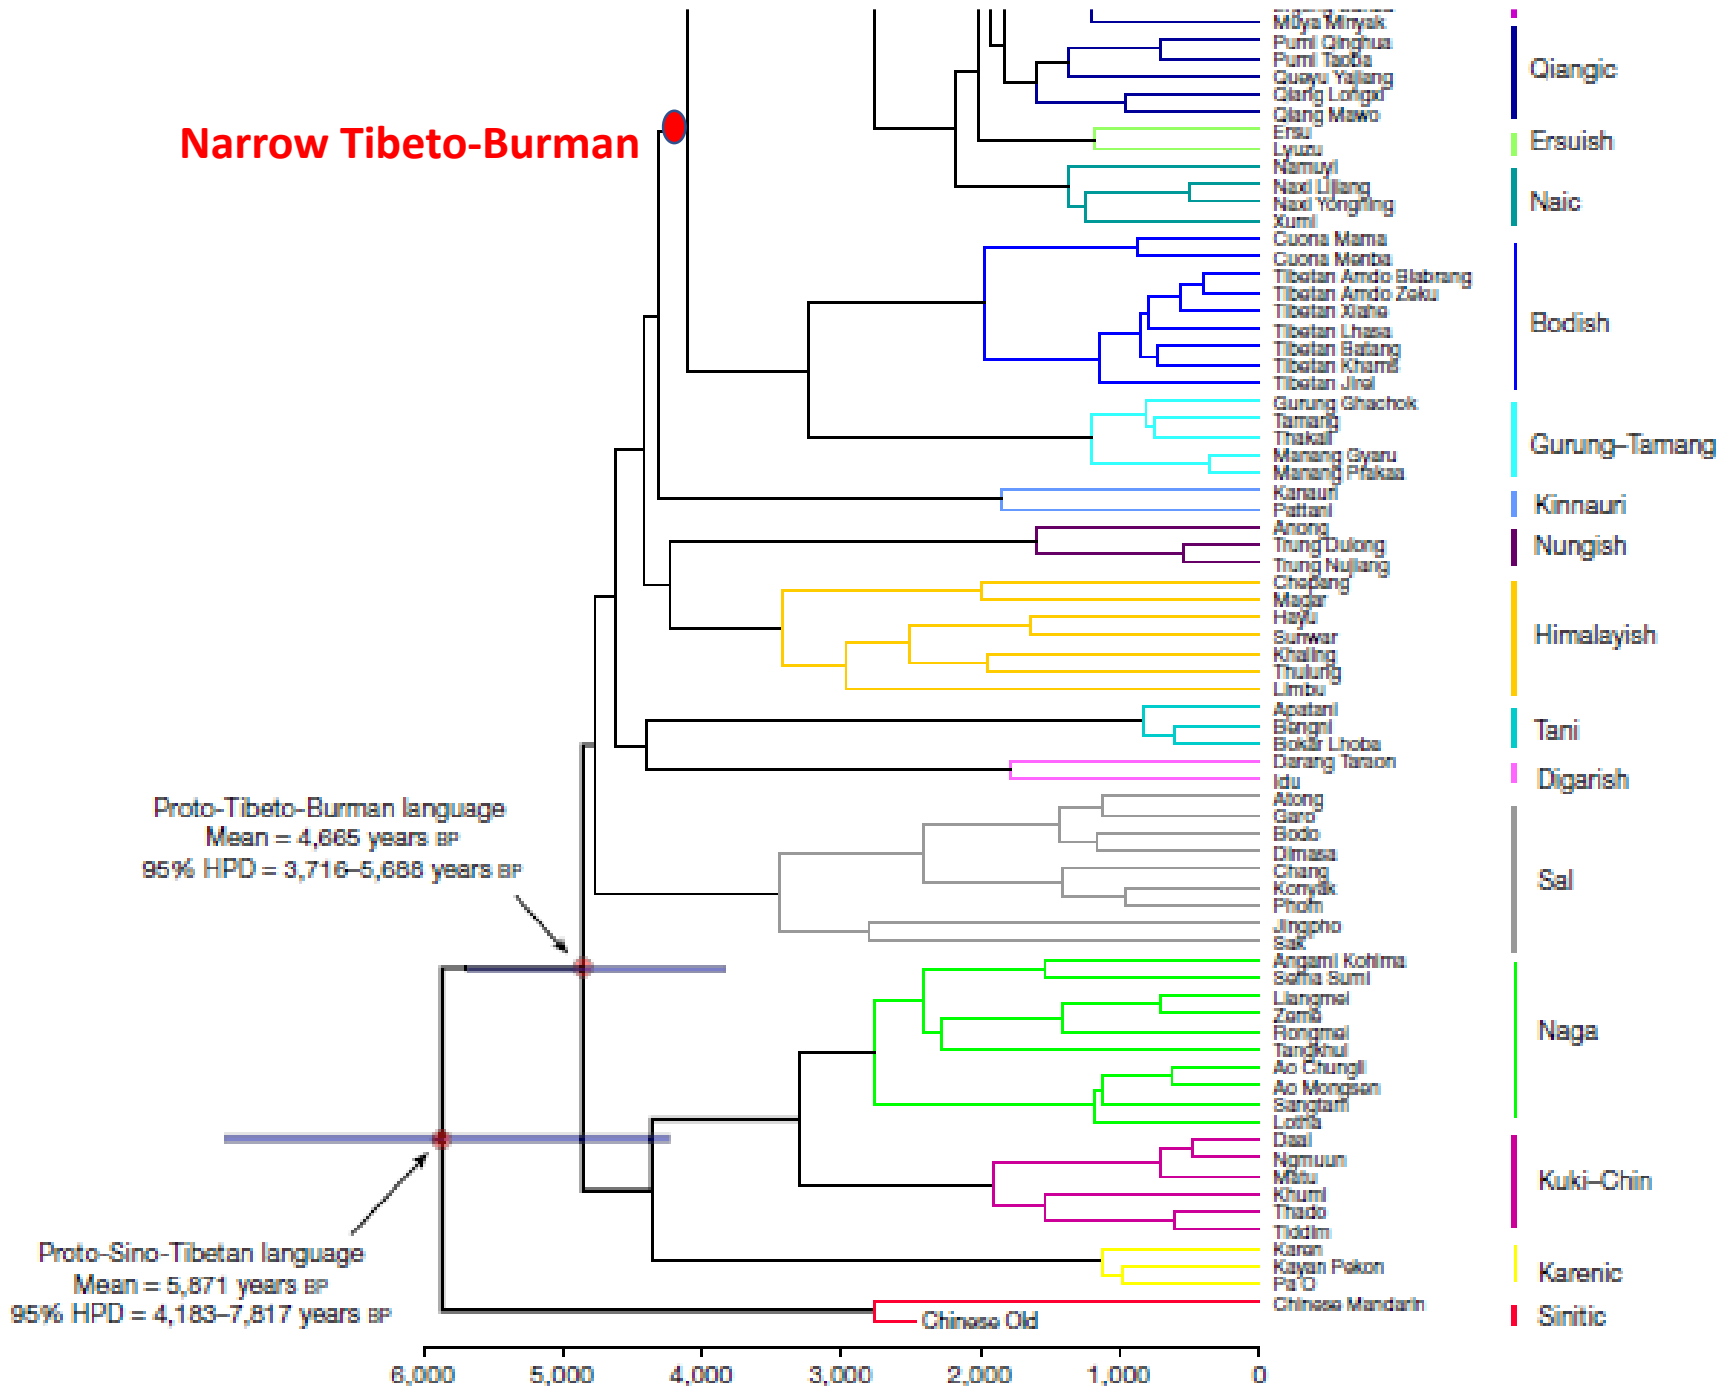 Muya Minyak
Pumi Qinghua
Pumi Taoba
Queyu Yajiang
Qiang Longxi
Qiang Mawo
Qiangic
Narrow Tibeto-Burman
Ersu
Lyuzu
Ersuish
Namuyi
Naxi Lijiang
Naxi Yongning
Xumi
Naic
Cuona Mama
Cuona Menba
Tibetan Amdo Blabrang
Tibetan Amdo Zeku
Tibetan Xiahe
Tibetan Lhasa
Tibetan Batang
Tibetan Khams
Tibetan Jirel
Bodish
Gurung Ghachok
Tamang
Thakali
Manang Gyaru
Manang Prakaa
Gurung–Tamang
Kanauri
Pattani
Kinnauri
Anong
Trung Dulong
Trung Nujiang
Nungish
Chepang
Magar
Hayu
Sunwar
Khaling
Thulung
Limbu
Himalayish
Apatani
Bengni
Bokar Lhoba
Tani
Darang Taraon
Idu
Digarish
Proto-Tibeto-Burman language
Mean = 4,665 years BP
95% HPD = 3,716–5,688 years BP
Atong
Garo
Bodo
Dimasa
Chang
Konyak
Phom
Jingpho
Sak
Sal
Angami Kohima
Sema Sumi
Liangmei
Zeme
Rongmei
Tangkhul
Ao Chungli
Ao Mongsen
Sangtam
Lotha
Naga
Daai
Ngmuun
Matu
Khumi
Thado
Tiddim
Kuki–Chin
Proto-Sino-Tibetan language
Mean = 5,871 years BP
95% HPD = 4,183–7,817 years BP
Karen
Kayan Pekon
Pa'O
Karenic
Chinese Mandarin
Chinese Old
Sinitic
6,000 5,000 4,000 3,000 2,000 1,000 0